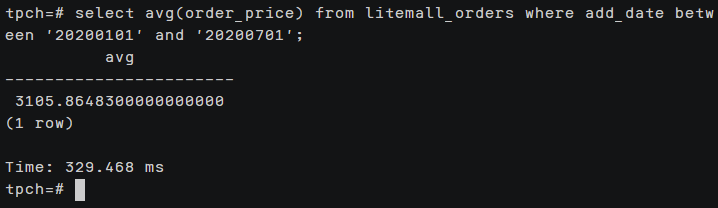 tpch=# select avg(order_price) from litemall_orders where add_date betw
een '20200101' and '20200701';
          avg
-----------------------
 3105.8648300000000000
(1 row)

Time: 329.468 ms
tpch=#